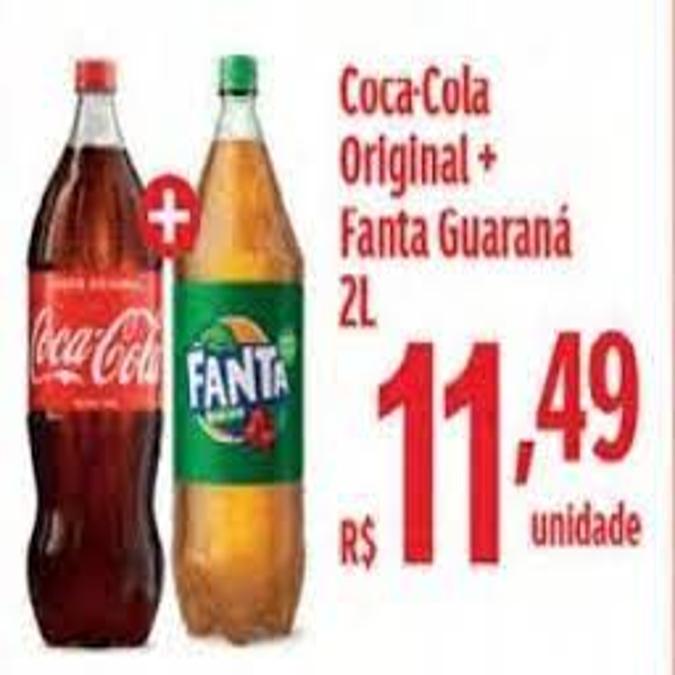 Coca-Cola
Original +
Fanta Guaraná
2L
R$ 11,49
unidade
Coca-Cola
FANTA